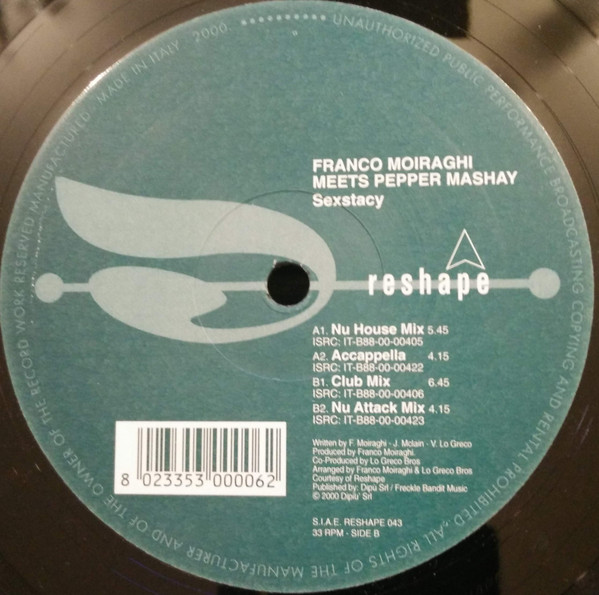 MADE IN ITALY 2000 UNAUTHORIZED PUBLIC PERFORMANCE BROADCASTING COPYING AND RENTAL PROHIBITED „ALL RIGHTS OF THE MANUFACTURER AND OF THE OWNER OF THE RECORD WORK RESERVED MANUFACTURED
FRANCO MOIRAGHI
MEETS PEPPER MASHAY
Sexstacy
reshape
A1. Nu House Mix 5.45
ISRC: IT-B88-00-00405
A2. Accappella 4.15
ISRC: IT-B88-00-00422
B1. Club Mix 6.45
ISRC: IT-B88-00-00406
B2. Nu Attack Mix 4.15
ISRC: IT-B88-00-00423
Written by F. Moiraghi - J. Mclain - V. Lo Greco
Produced by Franco Moiraghi.
Co-Produced by Lo Greco Bros
Arranged by Franco Moiraghi & Lo Greco Bros
Courtesy of Reshape
Published by: Dipù Srl / Freckle Bandit Music
© 2000 Dipiu' Srl
S.I.A.E. RESHAPE 043
33 RPM - SIDE B
8 023353 000062